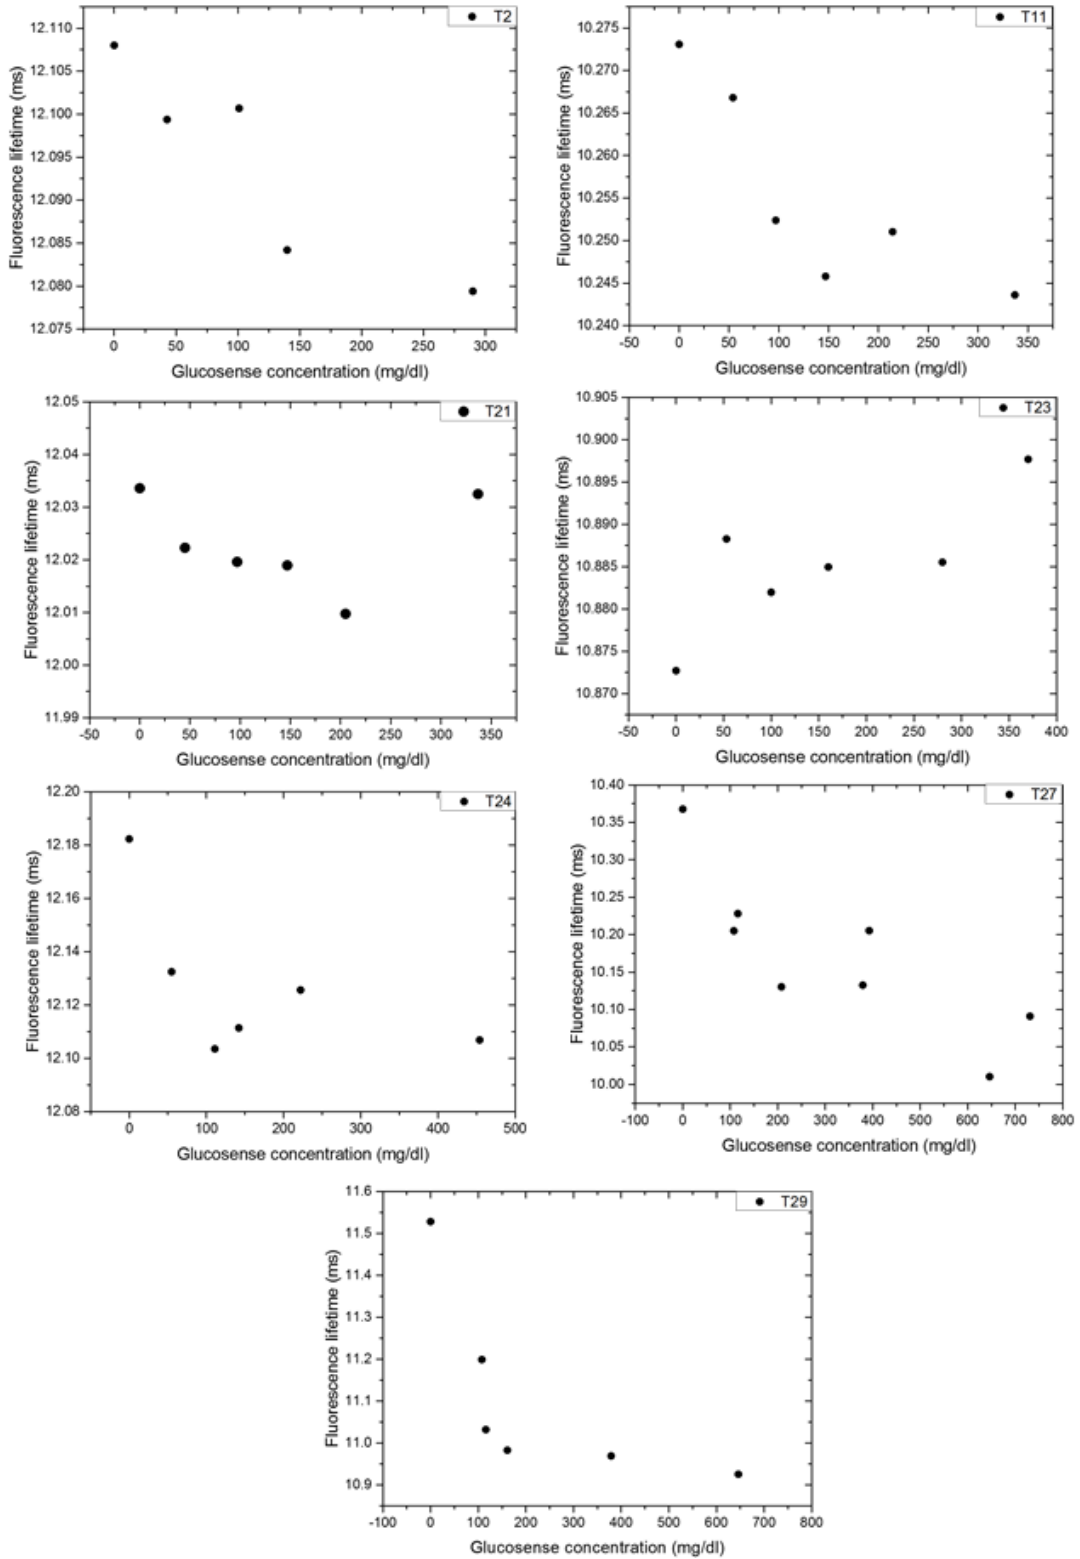 T2
Fluorescence lifetime (ms)
12.110
12.105
12.100
12.095
12.090
12.085
12.080
12.075
0 50 100 150 200 250 300
Glucosense concentration (mg/dl)
T11
Fluorescence lifetime (ms)
10.275
10.270
10.265
10.260
10.255
10.250
10.245
10.240
-50 0 50 100 150 200 250 300 350
Glucosense concentration (mg/dl)
T21
Fluorescence lifetime (ms)
12.05
12.04
12.03
12.02
12.01
12.00
11.99
-50 0 50 100 150 200 250 300 350
Glucosense concentration (mg/dl)
T23
Fluorescence lifetime (ms)
10.905
10.900
10.895
10.890
10.885
10.880
10.875
10.870
-50 0 50 100 150 200 250 300 350 400
Glucosense concentration (mg/dl)
T24
Fluorescence lifetime (ms)
12.20
12.18
12.16
12.14
12.12
12.10
12.08
0 100 200 300 400 500
Glucosense concentration (mg/dl)
T27
Fluorescence lifetime (ms)
10.40
10.35
10.30
10.25
10.20
10.15
10.10
10.05
10.00
-100 0 100 200 300 400 500 600 700 800
Glucosense concentration (mg/dl)
T29
Fluorescence lifetime (ms)
11.6
11.5
11.4
11.3
11.2
11.1
11.0
10.9
-100 0 100 200 300 400 500 600 700 800
Glucosense concentration (mg/dl)